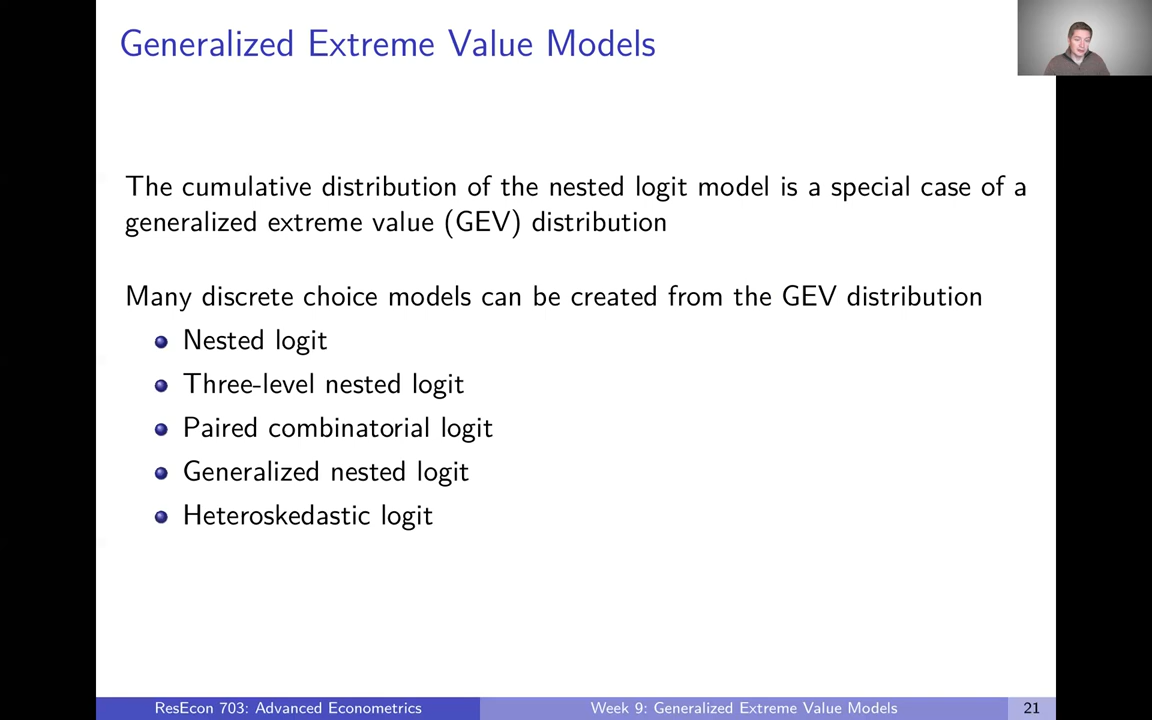 Generalized Extreme Value Models
The cumulative distribution of the nested logit model is a special case of a
generalized extreme value (GEV) distribution
Many discrete choice models can be created from the GEV distribution
Nested logit
Three-level nested logit
Paired combinatorial logit
Generalized nested logit
Heteroskedastic logit
ResEcon 703: Advanced Econometrics
Week 9: Generalized Extreme Value Models
21